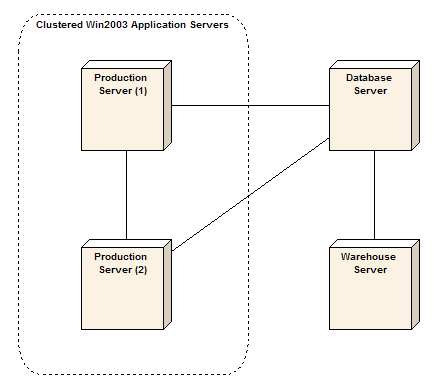 Clustered Win2003 Application Servers
Production
Server (1)
Database
Server
Production
Server (2)
Warehouse
Server